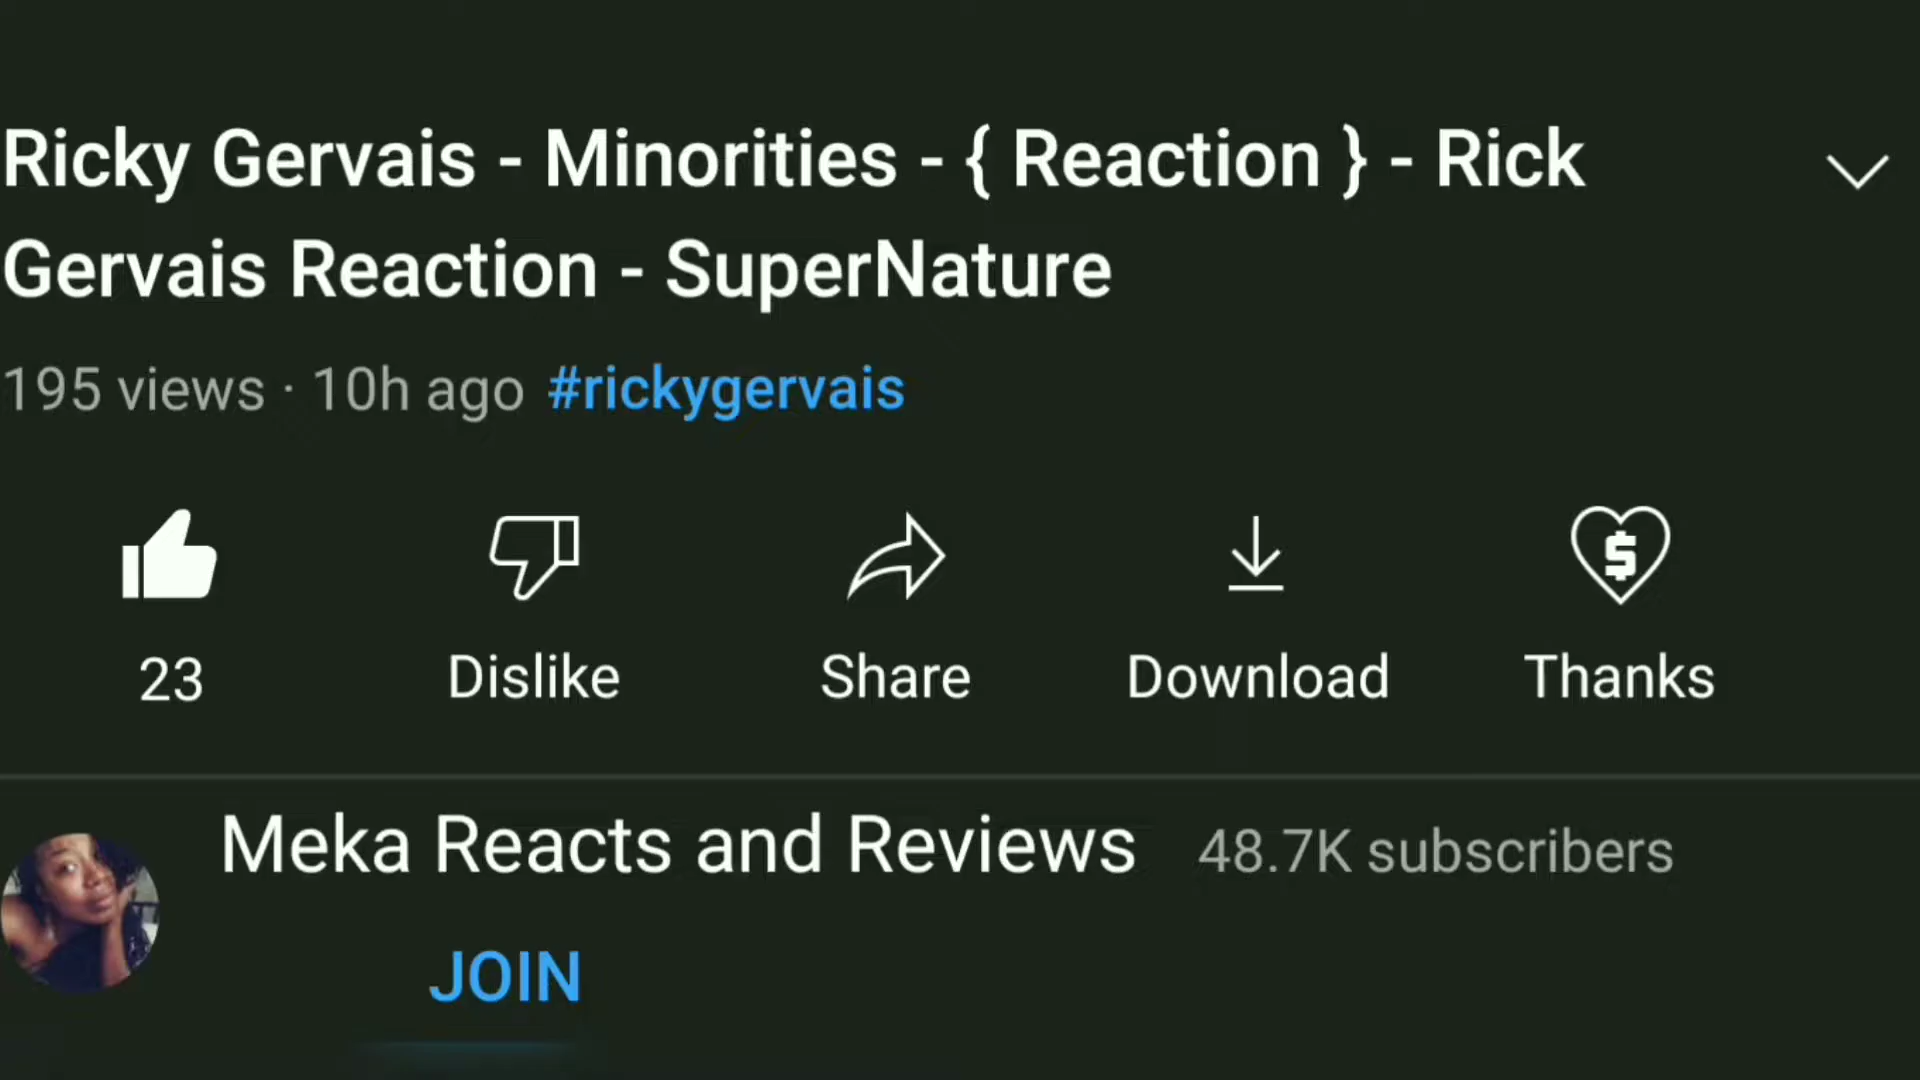 Ricky Gervais - Minorities - { Reaction } - Rick
Gervais Reaction - SuperNature
195 views · 10h ago #rickygervais
23 Dislike Share Download Thanks
Meka Reacts and Reviews 48.7K subscribers
JOIN